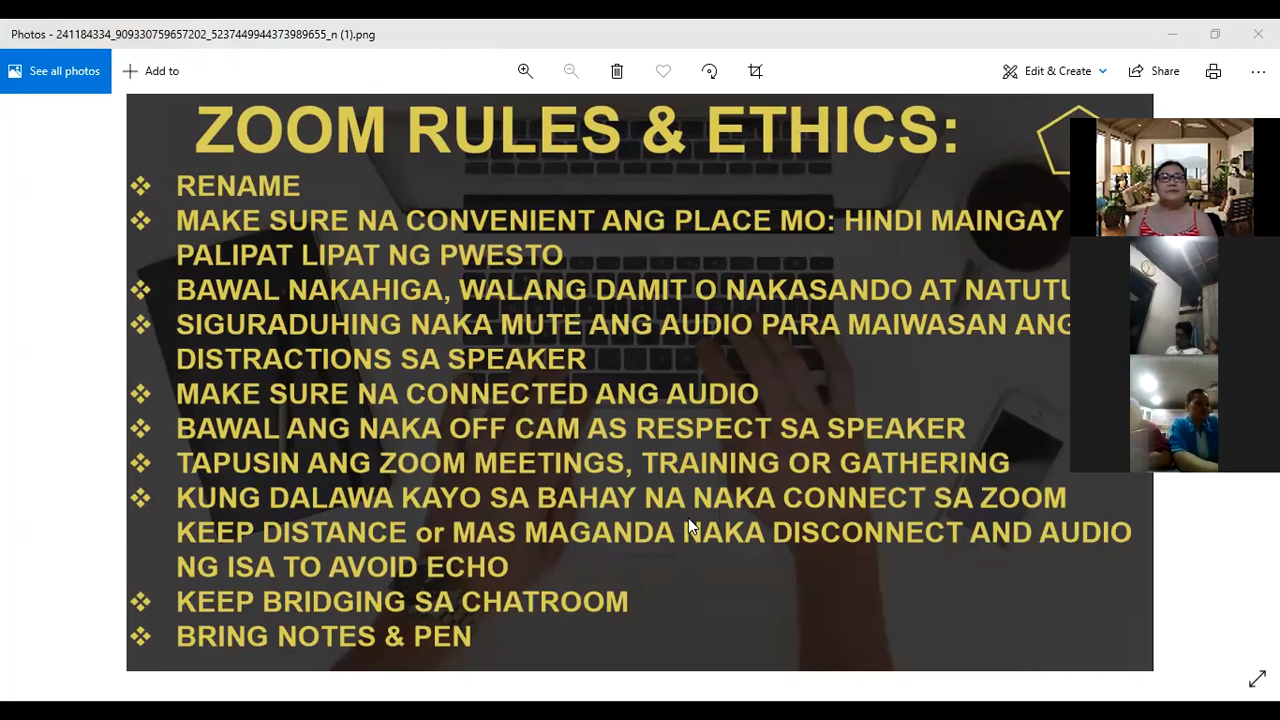 Photos - 241184334_909330759657202_5237449944373989655_n (1).png
See all photos
Add to
Edit & Create
Share
ZOOM RULES & ETHICS:
RENAME
MAKE SURE NA CONVENIENT ANG PLACE MO: HINDI MAINGAY
PALIPAT LIPAT NG PWESTO
BAWAL NAKAHIGA, WALANG DAMIT O NAKASANDO AT
SIGURADUHING NAKA MUTE ANG AUDIO PARA MAIWASAN ANG
DISTRACTIONS SA SPEAKER
MAKE SURE NA CONNECTED ANG AUDIO
BAWAL ANG NAKA OFF CAM AS RESPECT SA SPEAKER
TAPUSIN ANG ZOOM MEETINGS, TRAINING OR GATHERING
KUNG DALAWA KAYO SA BAHAY NA NAKA CONNECT SA ZOOM
KEEP DISTANCE or MAS MAGANDA NAKA DISCONNECT AND AUDIO
NG ISA TO AVOID ECHO
KEEP BRIDGING SA CHATROOM
BRING NOTES & PEN